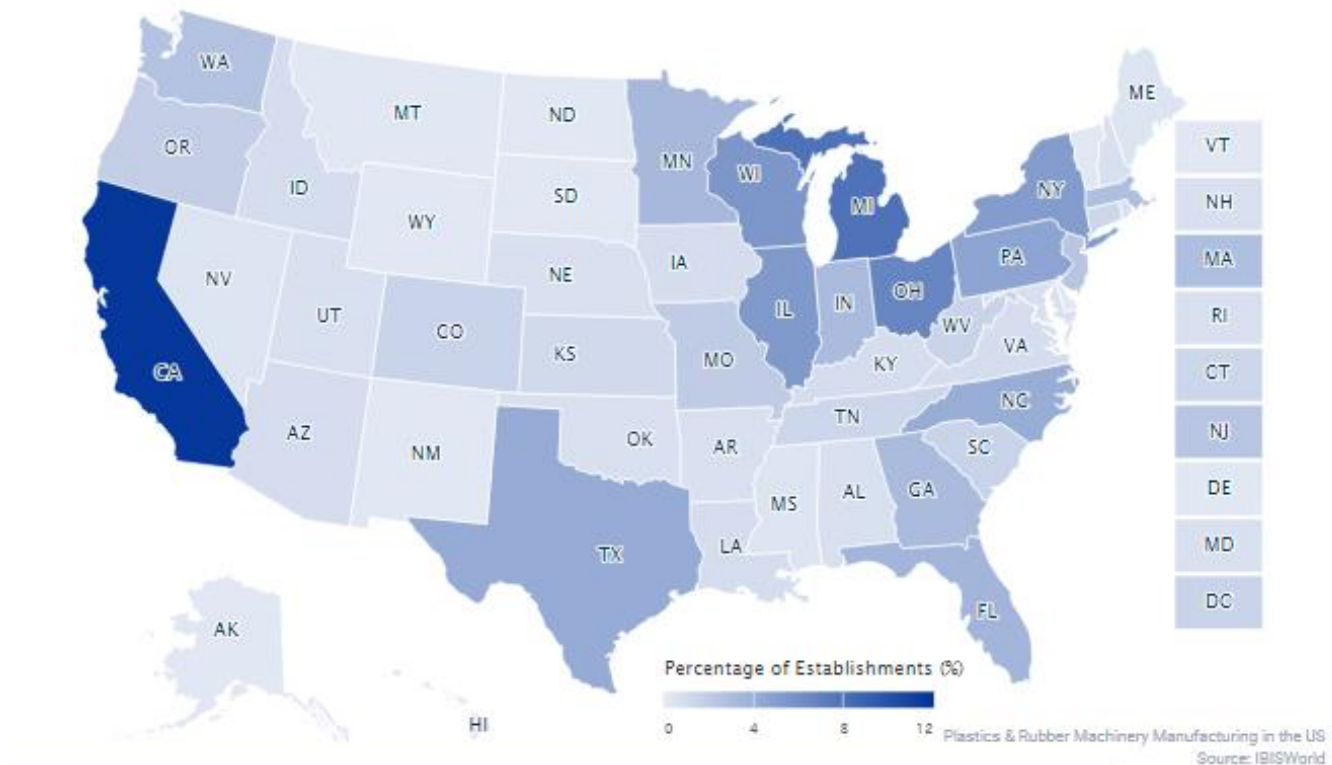 WA
MT
ND
MN
ME
OR
ID
SD
WI
MI
NY
VT
WY
NH
NV
NE
IA
PA
MA
UT
CO
IL
IN
OH
RI
CA
KS
MO
WV
VA
KY
CT
AZ
NM
OK
AR
TN
NC
NJ
SC
TX
MS
AL
GA
DE
LA
MD
AK
FL
DC
HI
Percentage of Establishments (%)
0 4 8 12
Plastics & Rubber Machinery Manufacturing in the US
Source: IBISWorld